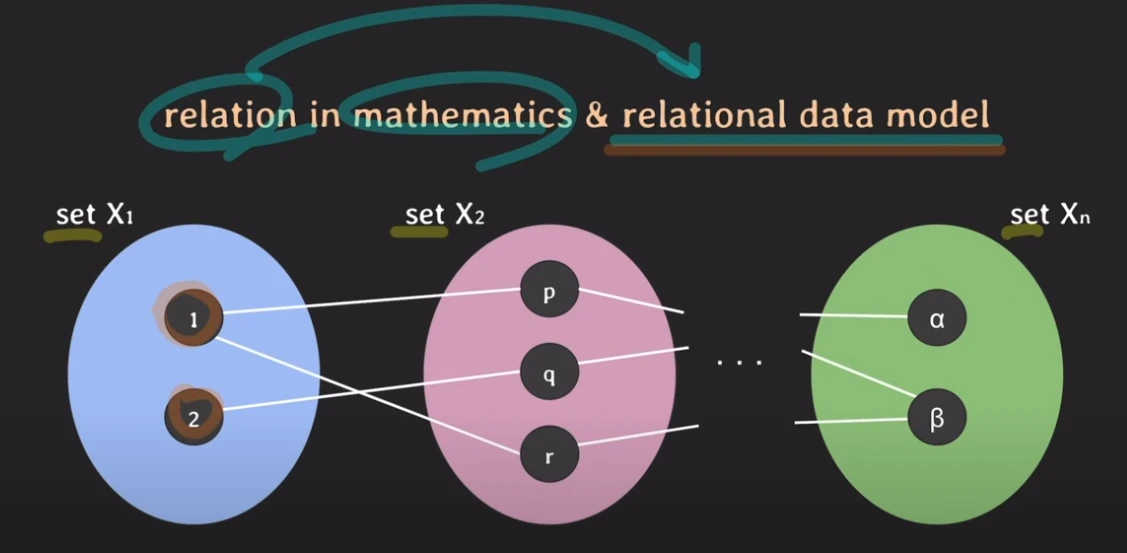 relation in mathematics & relational data model
set X₁ set X₂ set Xₙ
1 p α
q . . .
2 r β